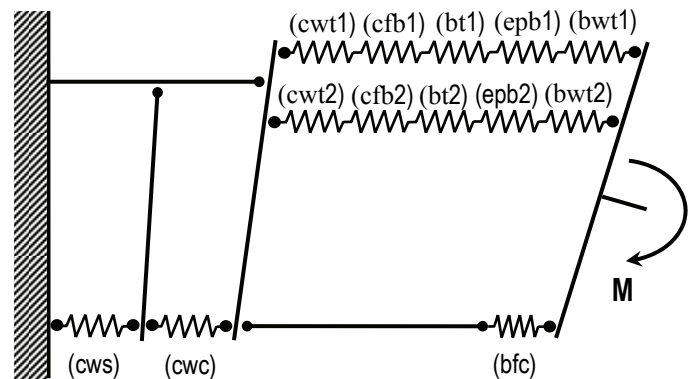 (cwt1) (cfb1) (bt1) (epb1) (bwt1)
(cwt2) (cfb2) (bt2) (epb2) (bwt2)
M
(cws) (cwc) (bfc)